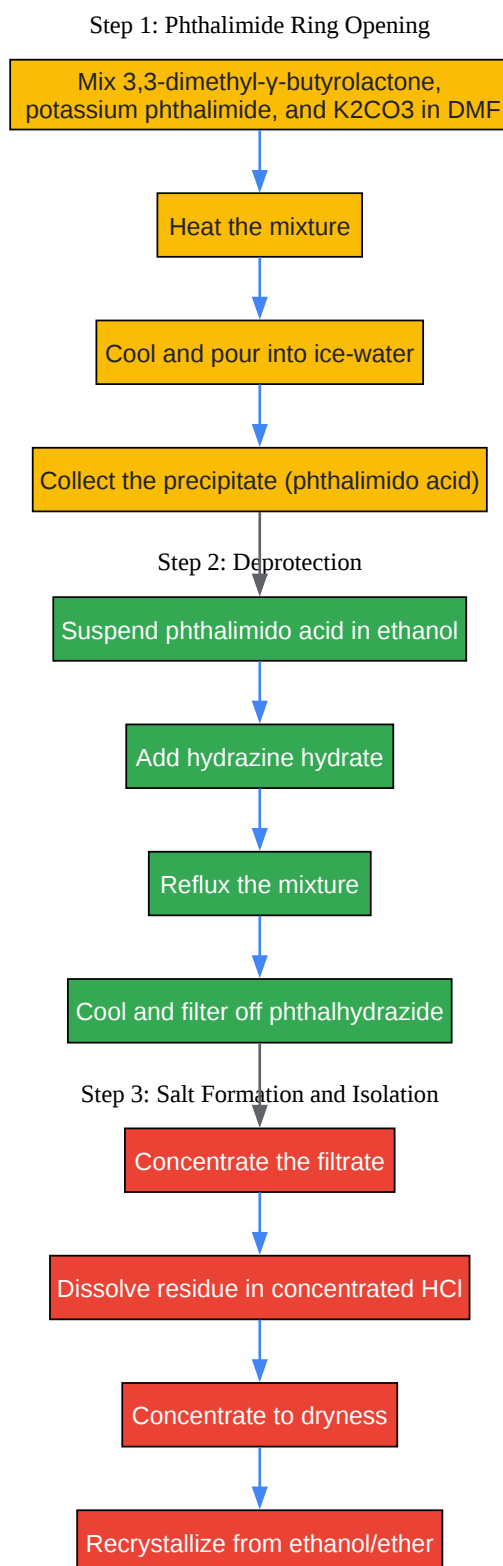 Step 1: Phthalimide Ring Opening
Mix 3,3-dimethyl-γ-butyrolactone,
potassium phthalimide, and K2CO3 in DMF
Heat the mixture
Cool and pour into ice-water
Collect the precipitate (phthalimido acid)
Step 2: Deprotection
Suspend phthalimido acid in ethanol
Add hydrazine hydrate
Reflux the mixture
Cool and filter off phthalhydrazide
Step 3: Salt Formation and Isolation
Concentrate the filtrate
Dissolve residue in concentrated HCl
Concentrate to dryness
Recrystallize from ethanol/ether